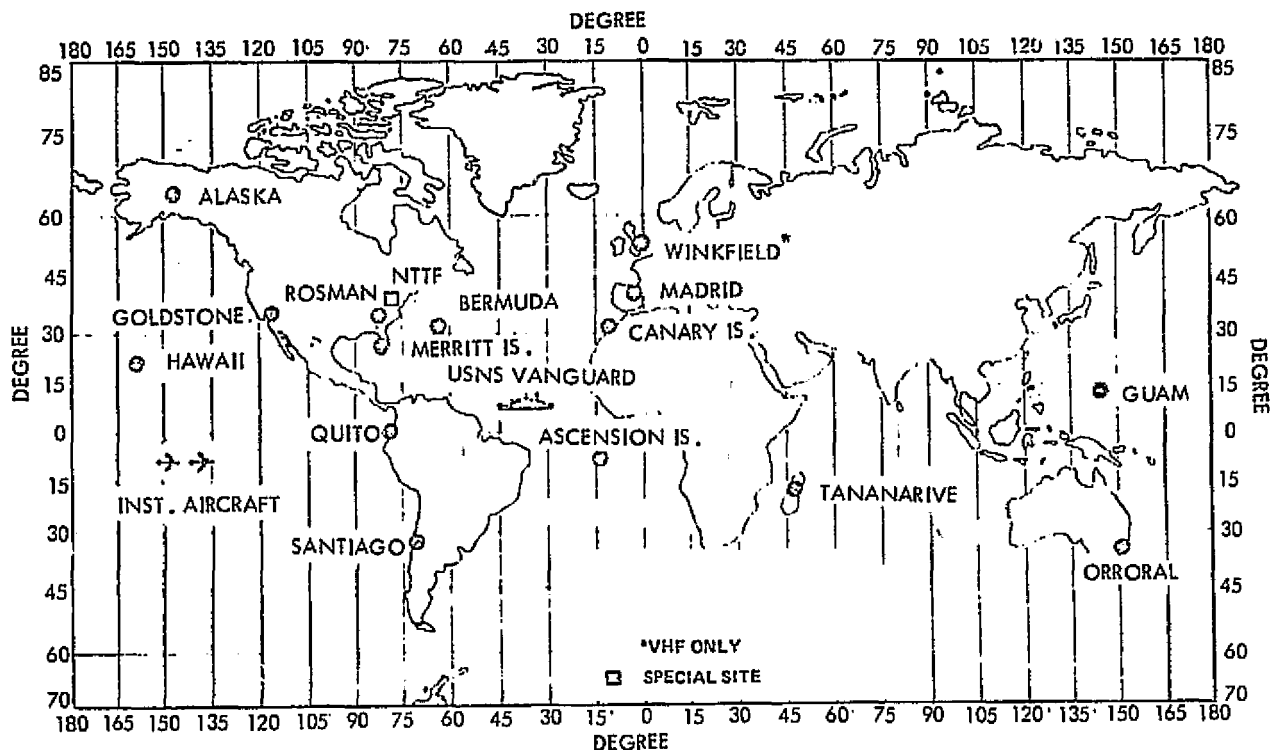 DEGREE
180 165 150 135 120 105 90 75 60 45 30 15 0 15 30 45 60 75 90 105 120 135 150 165 180
85 85
75 75
ALASKA
60 60
WINKFIELD*
45 45
NTTF
ROSMAN
BERMUDA
MADRID
GOLDSTONE
CANARY IS.
30 30
MERRITT IS.
HAWAII
USNS VANGUARD
DEGREE
DEGREE
15 15
GUAM
QUITO
ASCENSION IS.
0 0
INST. AIRCRAFT
TANANARIVE
15 15
SANTIAGO
30 30
ORRORAL
45 45
*VHF ONLY
60 60
SPECIAL SITE
70 70
180 165 150 135 120 105 90 75 60 45 30 15 0 15 30 45 60 75 90 105 120 135 150 165 180
DEGREE